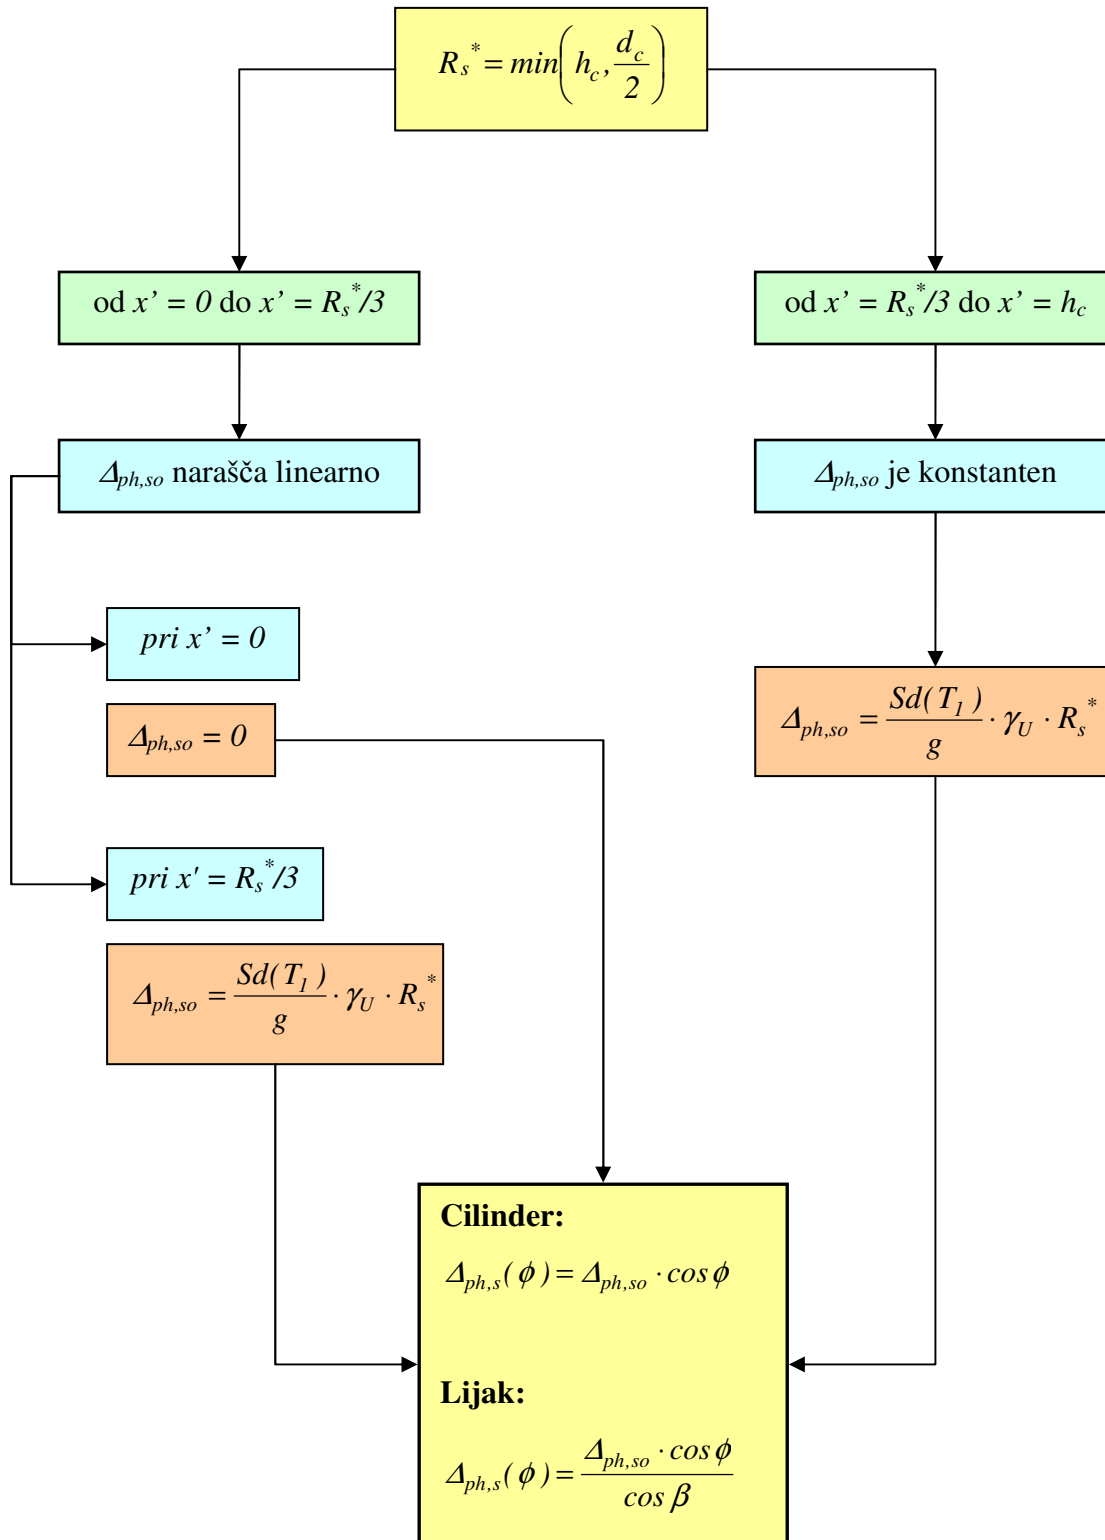 R_s^* = min(h_c, d_c/2)
od x’ = 0 do x’ = R_s^*/3
od x’ = R_s^*/3 do x’ = h_c
Δ_ph,so narašča linearno
Δ_ph,so je konstanten
pri x’ = 0
Δ_ph,so = 0
Δ_ph,so = Sd(T_1)/g · γ_U · R_s^*
pri x' = R_s^*/3
Δ_ph,so = Sd(T_1)/g · γ_U · R_s^*
Cilinder:
Δ_ph,s(ϕ) = Δ_ph,so · cos ϕ
Lijak:
Δ_ph,s(ϕ) = Δ_ph,so · cos ϕ / cos β